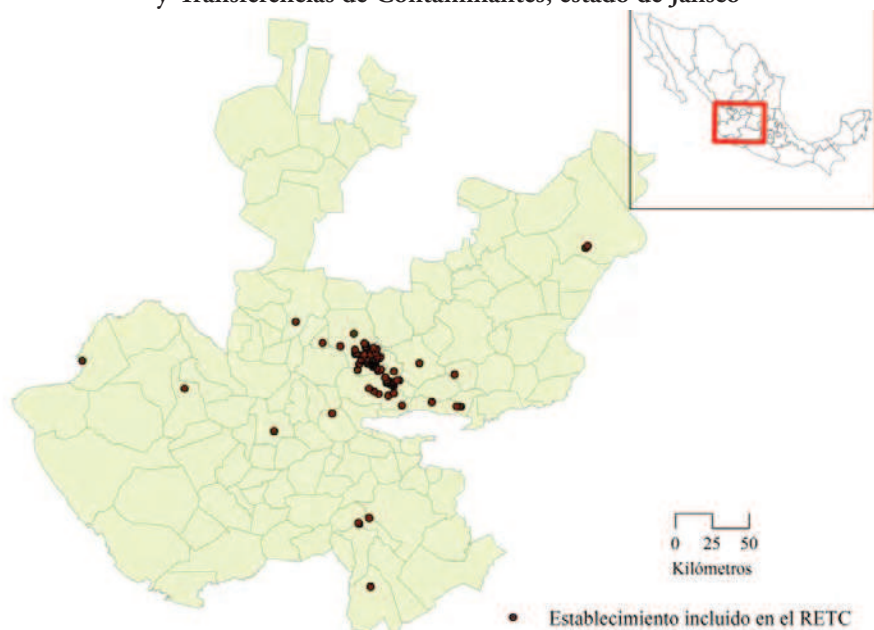 y Transferencias de Contaminantes, estado de Jalisco
0 25 50
Kilómetros
Establecimiento incluido en el RETC